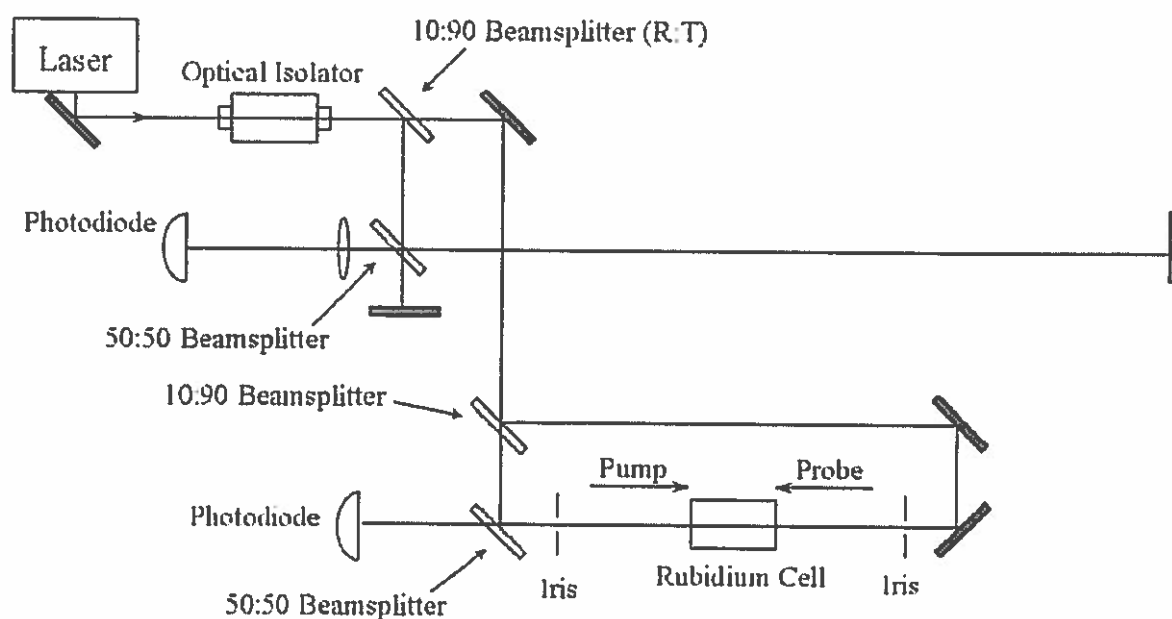 10:90 Beamsplitter (R:T)
Laser
Optical Isolator
Photodiode
50:50 Beamsplitter
10:90 Beamsplitter
Pump
Probe
Photodiode
Iris
Rubidium Cell
Iris
50:50 Beamsplitter